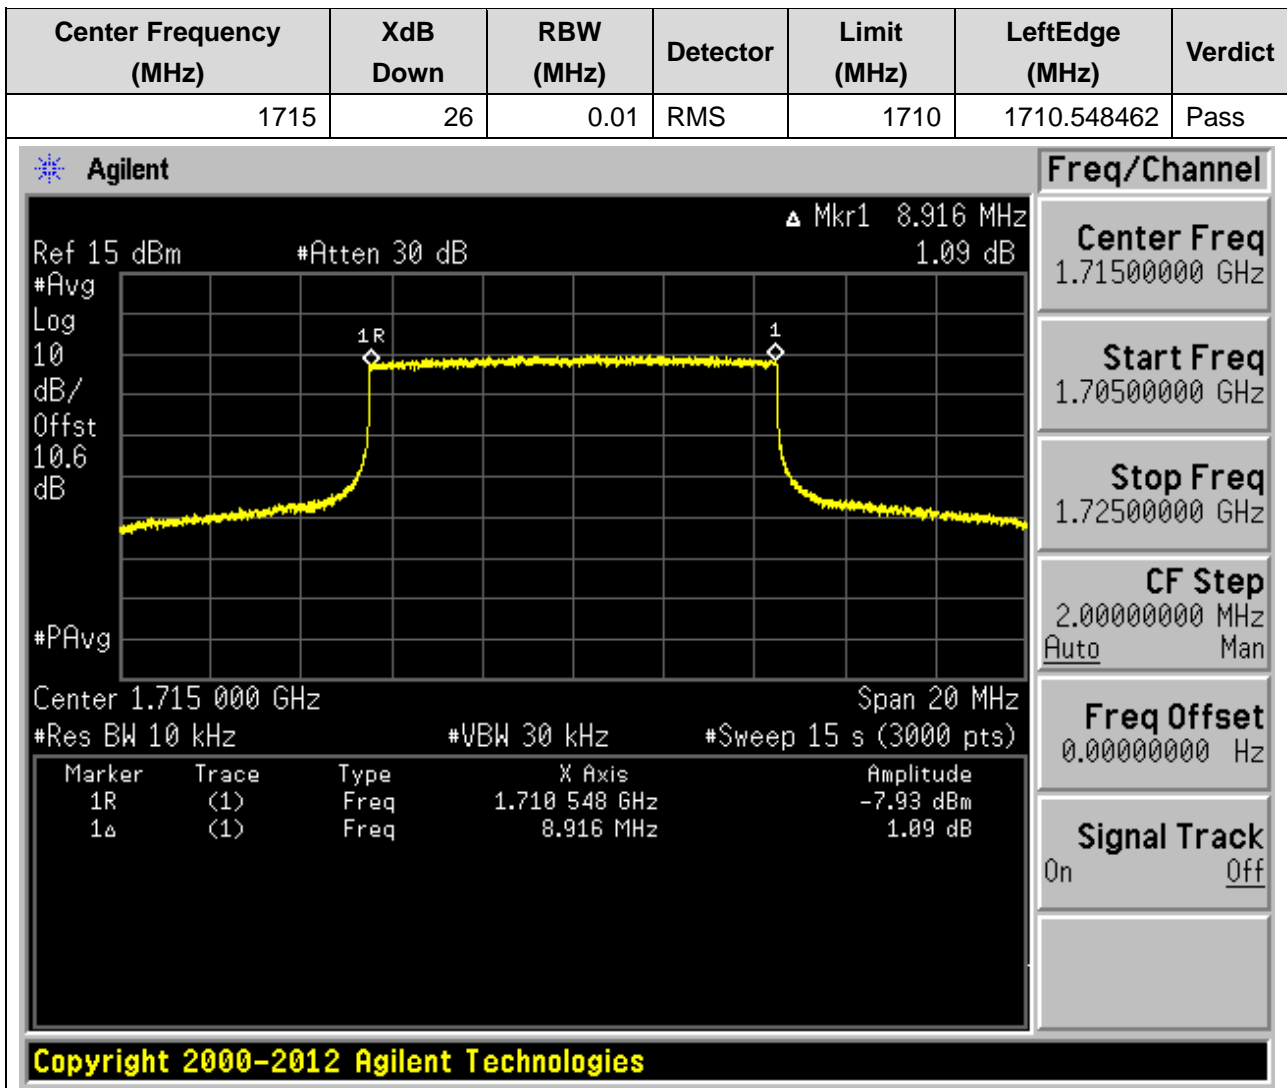 Center Frequency (MHz) XdB Down RBW (MHz) Detector Limit (MHz) LeftEdge (MHz) Verdict
1715 26 0.01 RMS 1710 1710.548462 Pass
Agilent
Freq/Channel
Δ Mkr1 8.916 MHz
Ref 15 dBm #Atten 30 dB 1.09 dB
#Avg
Log
10
dB/
Offst
10.6
dB
1R
1
#PAvg
Center 1.715 000 GHz Span 20 MHz
#Res BW 10 kHz #VBW 30 kHz #Sweep 15 s (3000 pts)
Marker Trace Type X Axis Amplitude
1R (1) Freq 1.710 548 GHz -7.93 dBm
1Δ (1) Freq 8.916 MHz 1.09 dB
Center Freq
1.71500000 GHz
Start Freq
1.70500000 GHz
Stop Freq
1.72500000 GHz
CF Step
2.00000000 MHz
Auto Man
Freq Offset
0.00000000 Hz
Signal Track
On Off
Copyright 2000-2012 Agilent Technologies